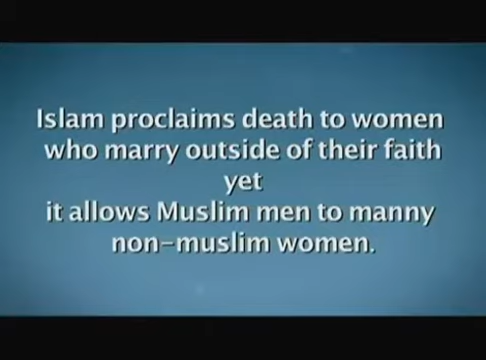 Islam proclaims death to women
who marry outside of their faith
yet
it allows Muslim men to manny
non-muslim women.